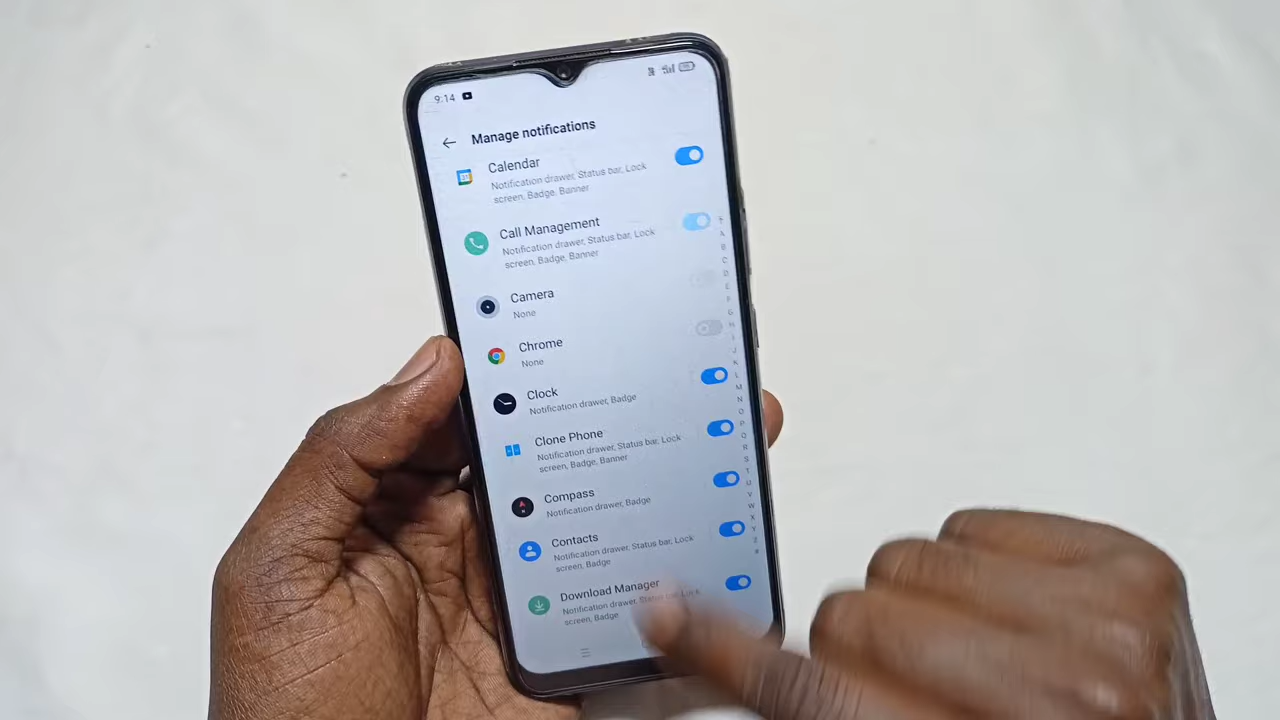 9:14
Manage notifications
Calendar
Notification drawer, Status bar, Lock
screen, Badge, Banner
Call Management
Notification drawer, Status bar, Lock
screen, Badge, Banner
Camera
None
Chrome
None
Clock
Notification drawer, Badge
Clone Phone
Notification drawer, Status bar, Lock
screen, Badge, Banner
Compass
Notification drawer, Badge
Contacts
Notification drawer, Status bar, Lock
screen, Badge
Download Manager
Notification drawer, Status bar, Lock
screen, Badge
A
B
C
D
E
F
G
H
I
J
K
L
M
N
O
P
Q
R
S
T
U
V
W
X
Y
Z
#